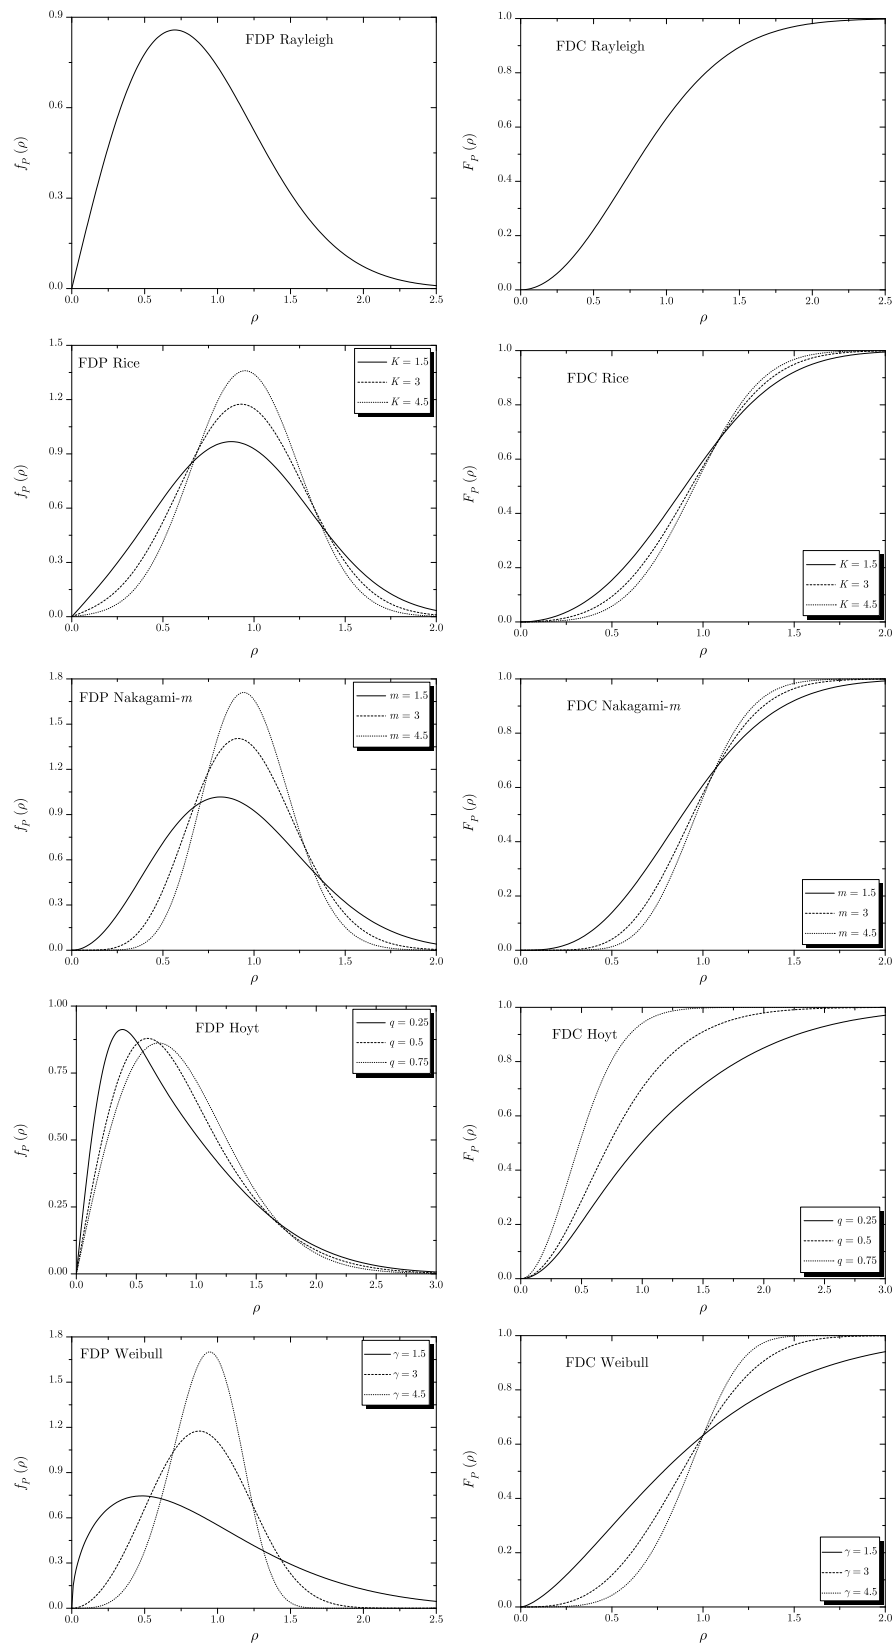 FDP Rayleigh
f_P (ρ)
0.9
0.6
0.3
0.0
0.0 0.5 1.0 1.5 2.0 2.5
ρ
FDC Rayleigh
F_P (ρ)
1.0
0.8
0.6
0.4
0.2
0.0
0.0 0.5 1.0 1.5 2.0 2.5
ρ
FDP Rice
K = 1.5
K = 3
K = 4.5
f_P (ρ)
1.5
1.2
0.9
0.6
0.3
0.0
0.0 0.5 1.0 1.5 2.0
ρ
FDC Rice
F_P (ρ)
1.0
0.8
0.6
0.4
0.2
0.0
K = 1.5
K = 3
K = 4.5
0.0 0.5 1.0 1.5 2.0
ρ
FDP Nakagami-m
m = 1.5
m = 3
m = 4.5
f_P (ρ)
1.8
1.5
1.2
0.9
0.6
0.3
0.0
0.0 0.5 1.0 1.5 2.0
ρ
FDC Nakagami-m
F_P (ρ)
1.0
0.8
0.6
0.4
0.2
0.0
m = 1.5
m = 3
m = 4.5
0.0 0.5 1.0 1.5 2.0
ρ
FDP Hoyt
q = 0.25
q = 0.5
q = 0.75
f_P (ρ)
1.00
0.75
0.50
0.25
0.00
0.0 0.5 1.0 1.5 2.0 2.5 3.0
ρ
FDC Hoyt
F_P (ρ)
1.0
0.8
0.6
0.4
0.2
0.0
q = 0.25
q = 0.5
q = 0.75
0.0 0.5 1.0 1.5 2.0 2.5 3.0
ρ
FDP Weibull
γ = 1.5
γ = 3
γ = 4.5
f_P (ρ)
1.8
1.5
1.2
0.9
0.6
0.3
0.0
0.0 0.5 1.0 1.5 2.0 2.5
ρ
FDC Weibull
F_P (ρ)
1.0
0.8
0.6
0.4
0.2
0.0
γ = 1.5
γ = 3
γ = 4.5
0.0 0.5 1.0 1.5 2.0
ρ